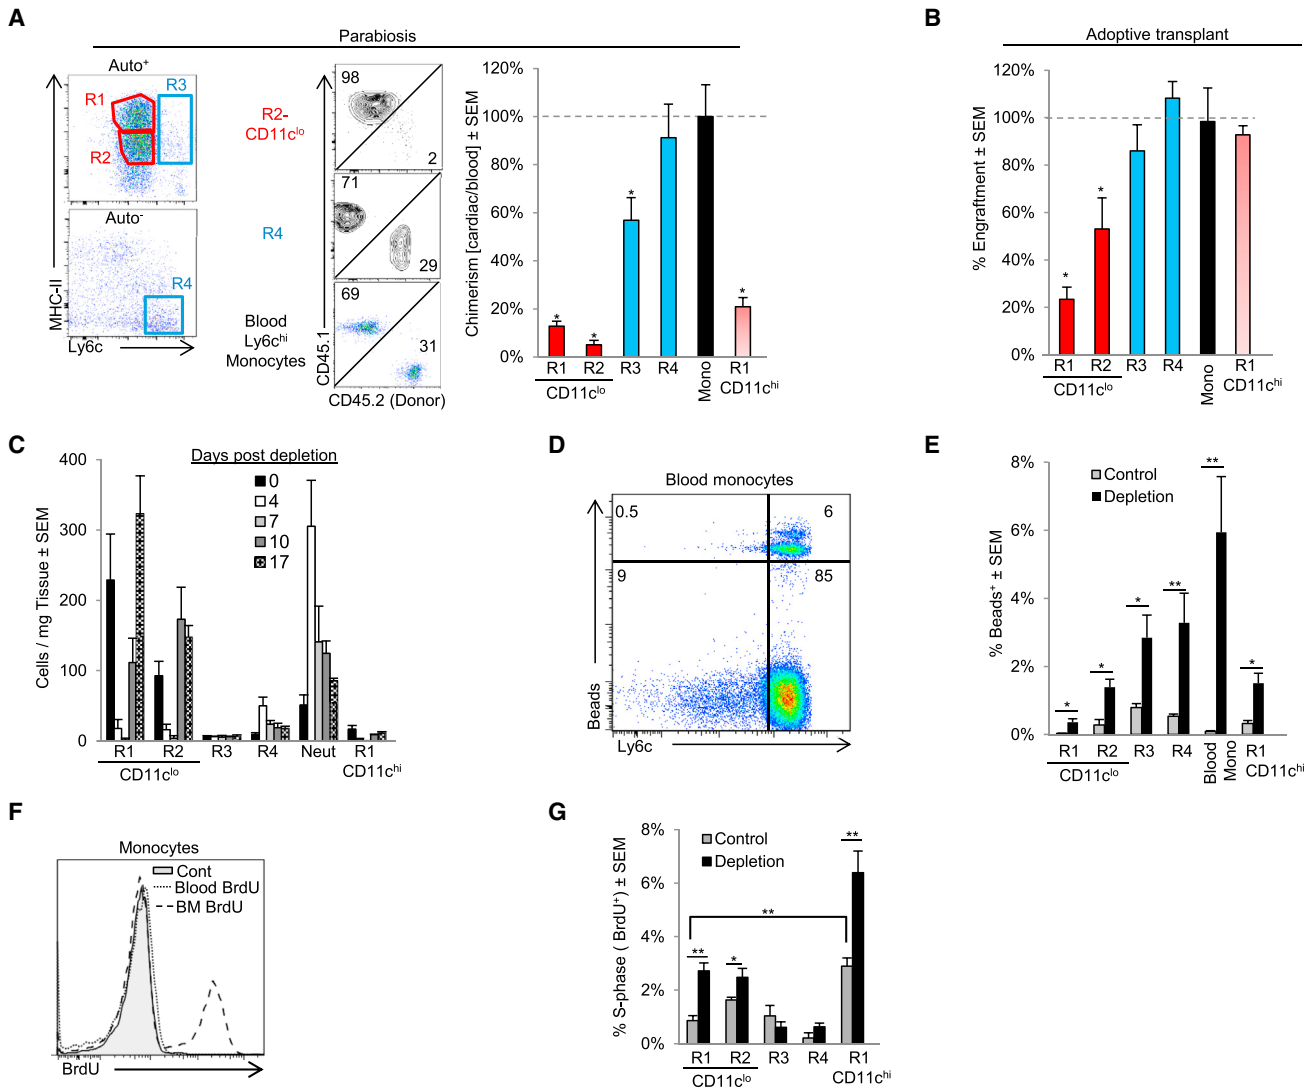 A
Parabiosis
Auto⁺
R1
R2
R3
Auto⁻
R4
MHC-II
Ly6c
R2-
CD11cˡᵒ
R4
Blood
Ly6cʰⁱ
Monocytes
98
2
71
29
69
31
CD45.1
CD45.2 (Donor)
Chimerism [cardiac/blood] ± SEM
120%
100%
80%
60%
40%
20%
0%
* * * *
R1 R2 R3 R4 Mono R1
CD11cˡᵒ CD11cʰⁱ
B
Adoptive transplant
% Engraftment ± SEM
120%
100%
80%
60%
40%
20%
0%
* *
R1 R2 R3 R4 Mono R1
CD11cˡᵒ CD11cʰⁱ
C
Cells / mg Tissue ± SEM
400
300
200
100
0
Days post depletion
0
4
7
10
17
R1 R2 R3 R4 Neut R1
CD11cˡᵒ CD11cʰⁱ
D
Blood monocytes
0.5 6
9 85
Beads
Ly6c
E
% Beads⁺ ± SEM
8%
6%
4%
2%
0%
Control
Depletion
* * * ** ** *
R1 R2 R3 R4 Blood Mono R1
CD11cˡᵒ CD11cʰⁱ
F
Monocytes
Cont
Blood BrdU
BM BrdU
BrdU
G
% S-phase ( BrdU⁺) ± SEM
8%
6%
4%
2%
0%
Control
Depletion
** * ** **
R1 R2 R3 R4 R1
CD11cˡᵒ CD11cʰⁱ